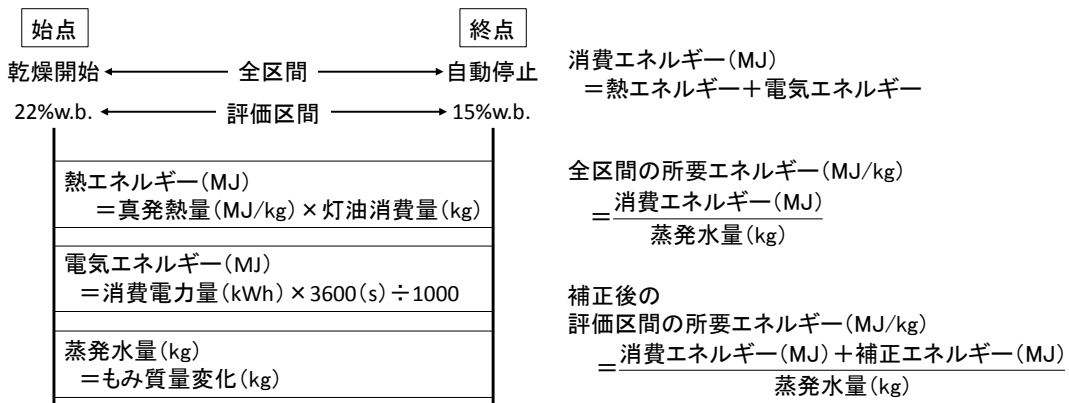 始点
終点
乾燥開始 全区間 自動停止
22%w.b. 評価区間 15%w.b.
熱エネルギー(MJ)
=真発熱量(MJ/kg)×灯油消費量(kg)
電気エネルギー(MJ)
=消費電力量(kWh)×3600(s)÷1000
蒸発水量(kg)
=もみ質量変化(kg)
消費エネルギー(MJ)
=熱エネルギー+電気エネルギー
全区間の所要エネルギー(MJ/kg)
=消費エネルギー(MJ)
蒸発水量(kg)
補正後の
評価区間の所要エネルギー(MJ/kg)
=消費エネルギー(MJ)+補正エネルギー(MJ)
蒸発水量(kg)